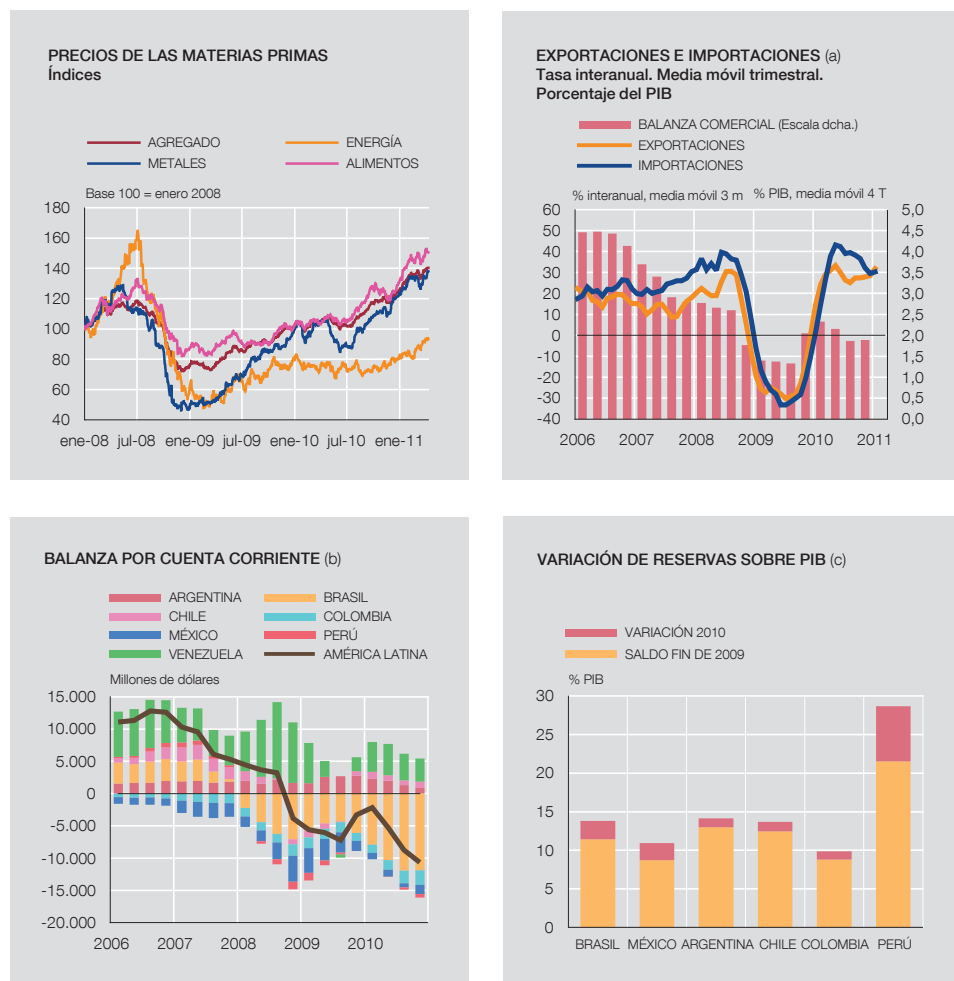 PRECIOS DE LAS MATERIAS PRIMAS
Índices
AGREGADO
ENERGÍA
METALES
ALIMENTOS
Base 100 = enero 2008
180
160
140
120
100
80
60
40
ene-08 jul-08 ene-09 jul-09 ene-10 jul-10 ene-11
EXPORTACIONES E IMPORTACIONES (a)
Tasa interanual. Media móvil trimestral.
Porcentaje del PIB
BALANZA COMERCIAL (Escala dcha.)
EXPORTACIONES
IMPORTACIONES
% interanual, media móvil 3 m % PIB, media móvil 4 T
60 5,0
50 4,5
40 4,0
30 3,5
20 3,0
10 2,5
0 2,0
-10 1,5
-20 1,0
-30 0,5
-40 0,0
2006 2007 2008 2009 2010 2011
BALANZA POR CUENTA CORRIENTE (b)
ARGENTINA
BRASIL
CHILE
COLOMBIA
MÉXICO
PERÚ
VENEZUELA
AMÉRICA LATINA
Millones de dólares
15.000
10.000
5.000
0
-5.000
-10.000
-15.000
-20.000
2006 2007 2008 2009 2010
VARIACIÓN DE RESERVAS SOBRE PIB (c)
VARIACIÓN 2010
SALDO FIN DE 2009
% PIB
30
25
20
15
10
5
0
BRASIL MÉXICO ARGENTINA CHILE COLOMBIA PERÚ